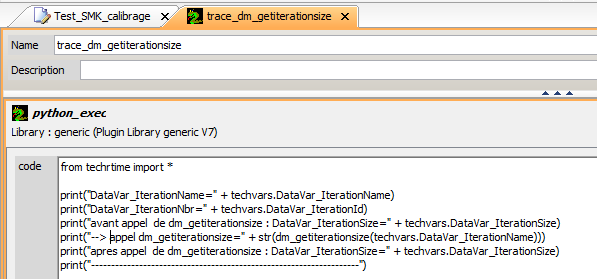 Test_SMK_calibrage
trace_dm_getiterationsize
Name
trace_dm_getiterationsize
Description
python_exec
Library : generic (Plugin Library generic V7)
code
from techrtime import *
print("DataVar_IterationName=" + techvars.DataVar_IterationName)
print("DataVar_IterationNbr=" + techvars.DataVar_IterationId)
print("avant appel de dm_getiterationsize : DataVar_IterationSize=" + techvars.DataVar_IterationSize)
print("--> appel dm_getiterationsize=" + str(dm_getiterationsize(techvars.DataVar_IterationName)))
print("apres appel de dm_getiterationsize : DataVar_IterationSize=" + techvars.DataVar_IterationSize)
print("-------------------------------------------------------------------")